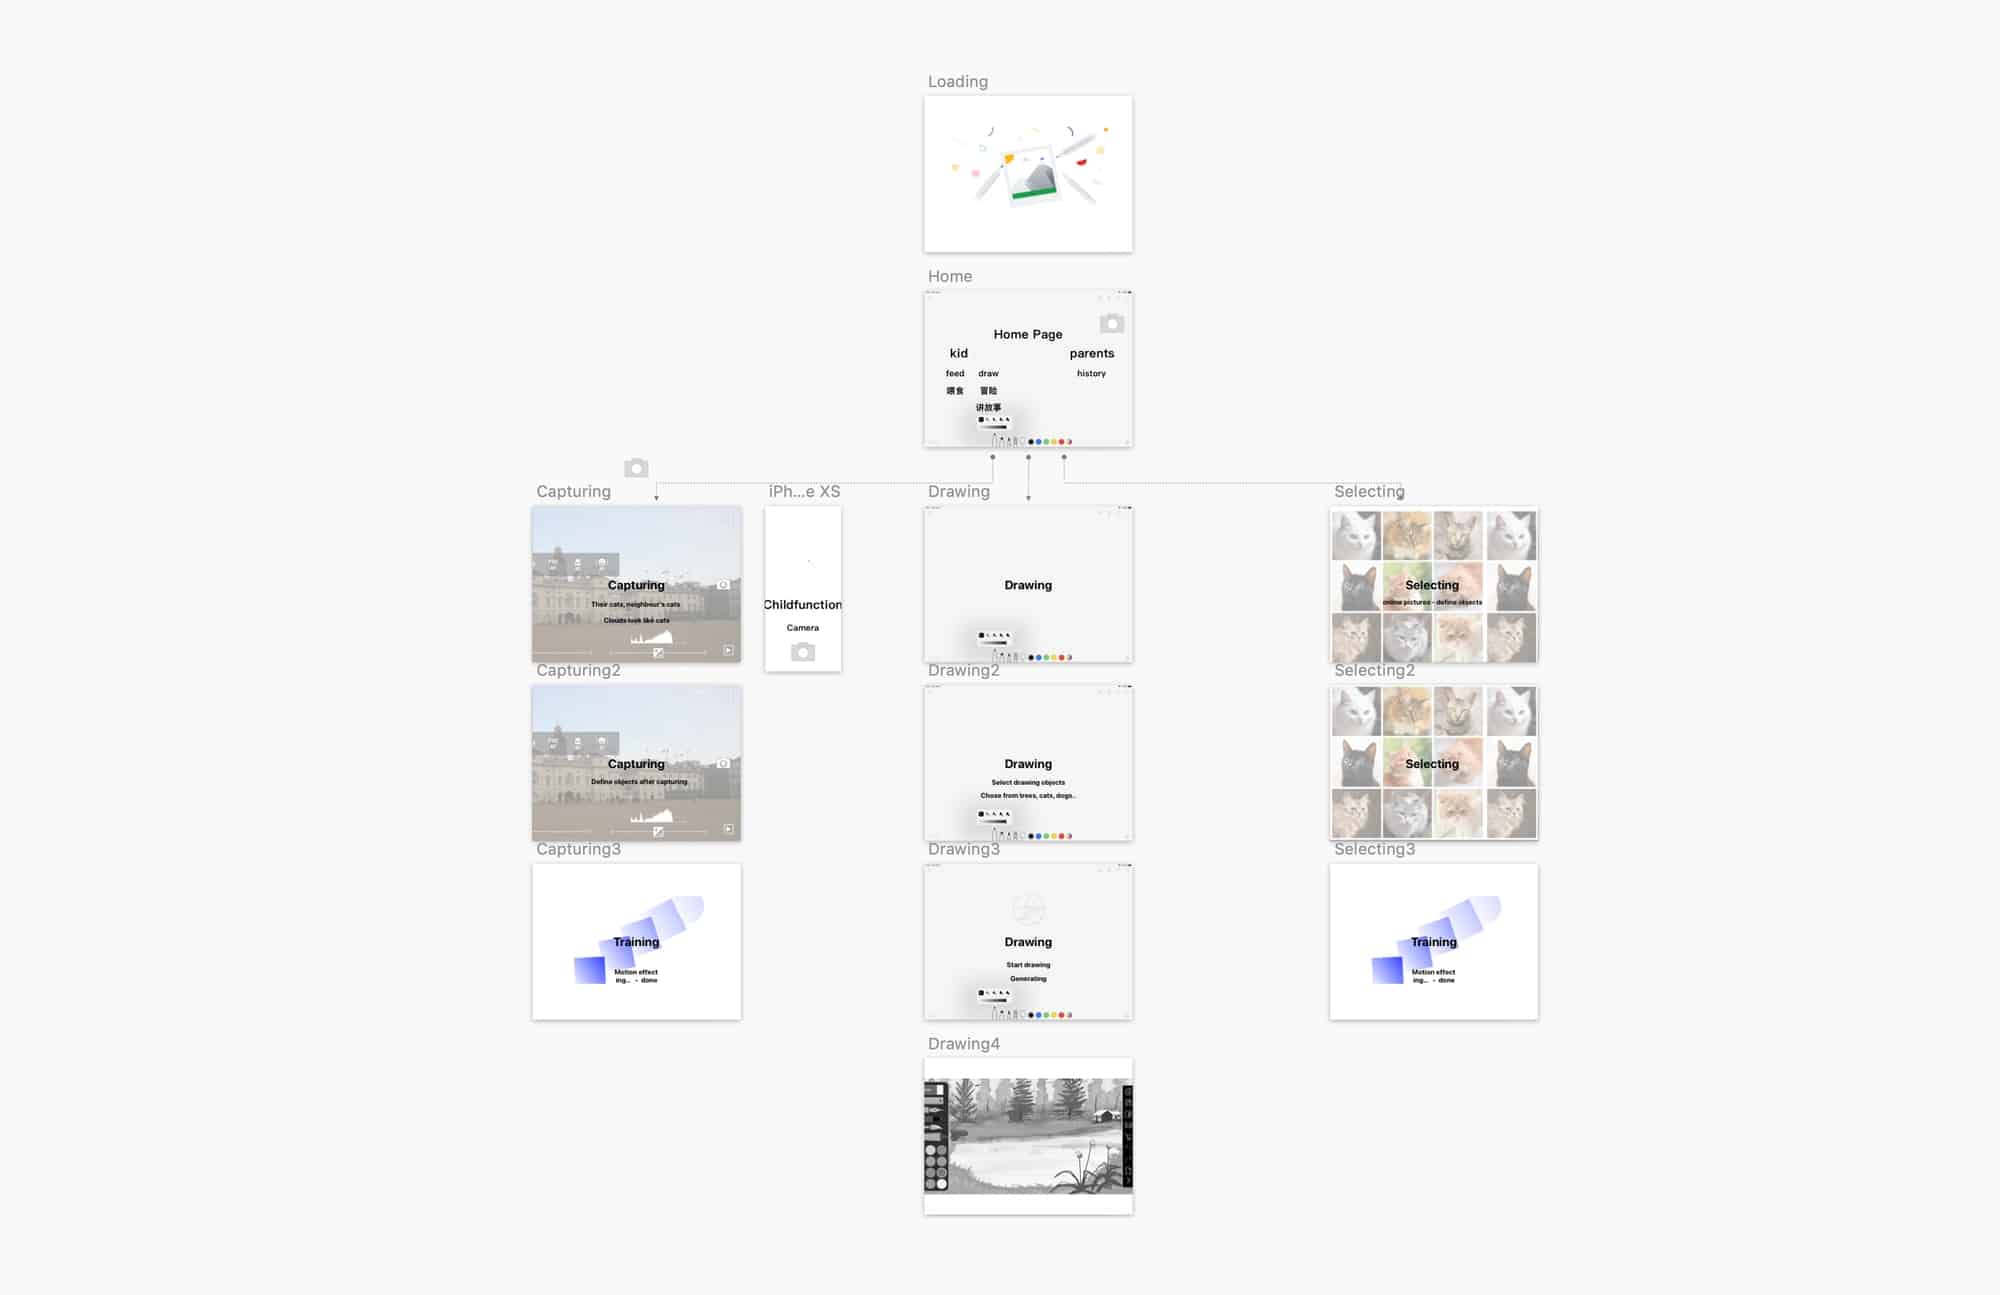 Loading
Home
Home Page
kid
parents
feed
draw
history
喂食
冒险
讲故事
Capturing
iPh...e XS
Drawing
Selecting
Capturing
Their cats, neighbour's cats
Clouds look like cats
Childfunction
Camera
Drawing
Selecting
online pictures - define objects
Capturing2
Drawing2
Selecting2
Capturing
Define objects after capturing
Drawing
Select drawing objects
Chose from trees, cats, dogs..
Selecting
Capturing3
Drawing3
Selecting3
Training
Motion effect
ing... - done
Drawing
Start drawing
Generating
Training
Motion effect
ing... - done
Drawing4